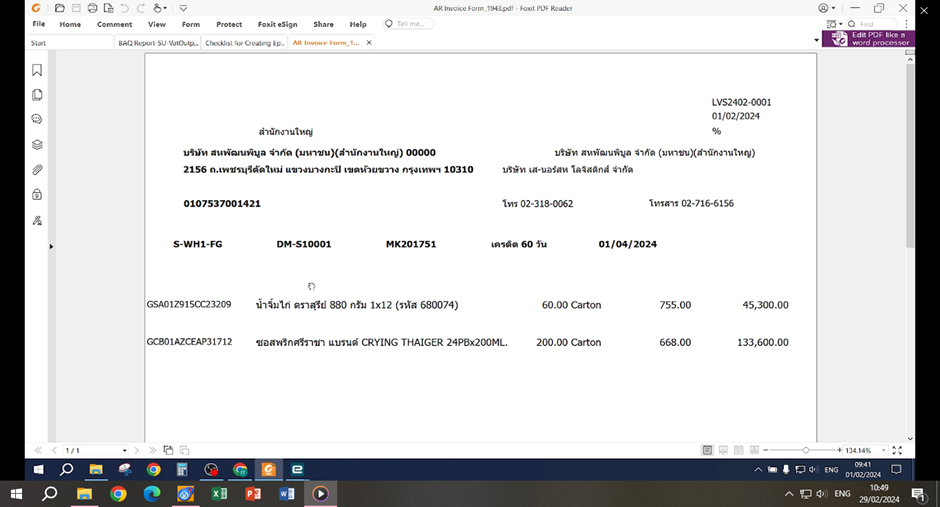 AR Invoice Form_1943.pdf - Foxit PDF Reader
File Home Comment View Form Protect Foxit eSign Share Help Tell me... Find
Start BAQ Report-SU-VatOutp... Checklist for Creating Ep... AR Invoice Form_1... Edit PDF like a word processor
LVS2402-0001
01/02/2024
สำนักงานใหญ่ %
บริษัท สหพัฒนพิบูล จำกัด (มหาชน)(สำนักงานใหญ่) 00000 บริษัท สหพัฒนพิบูล จำกัด (มหาชน)(สำนักงานใหญ่)
2156 ถ.เพชรบุรีตัดใหม่ แขวงบางกะปิ เขตห้วยขวาง กรุงเทพฯ 10310 บริษัท เส-นอร์สห โลจิสติกส์ จำกัด
0107537001421 โทร 02-318-0062 โทรสาร 02-716-6156
S-WH1-FG DM-S10001 MK201751 เครดิต 60 วัน 01/04/2024
GSA01Z915CC23209 น้ำจิ้มไก่ ตราสุรีย์ 880 กรัม 1x12 (รหัส 680074) 60.00 Carton 755.00 45,300.00
GCB01AZCEAP31712 ซอสพริกศรีราชา แบรนด์ CRYING THAIGER 24PBx200ML. 200.00 Carton 668.00 133,600.00
1 / 1 134.14%
ENG 09:41
01/02/2024
ENG 10:49
29/02/2024